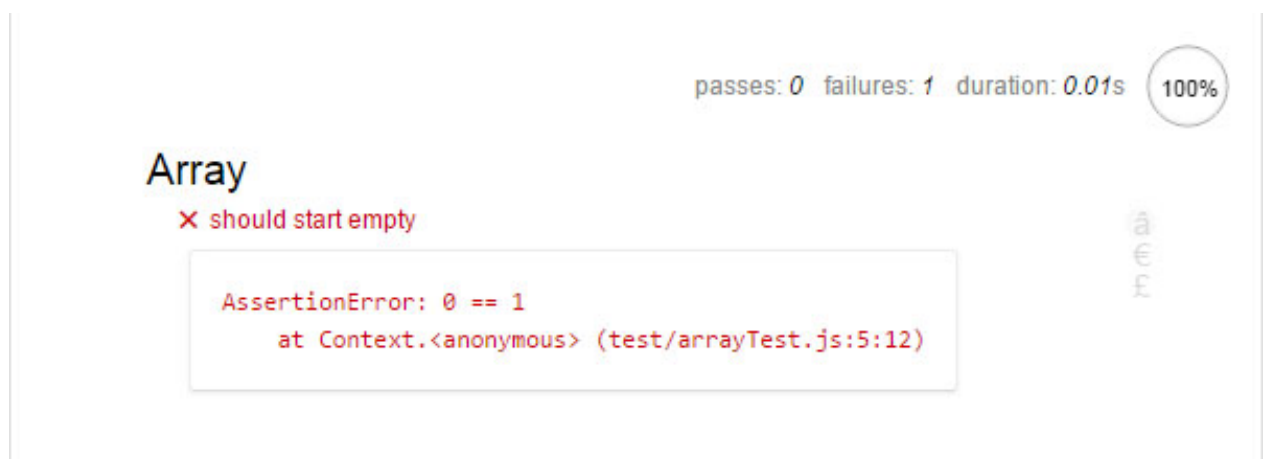 passes: 0 failures: 1 duration: 0.01s 100%
Array
✕ should start empty
AssertionError: 0 == 1
at Context.<anonymous> (test/arrayTest.js:5:12)
â
€
£